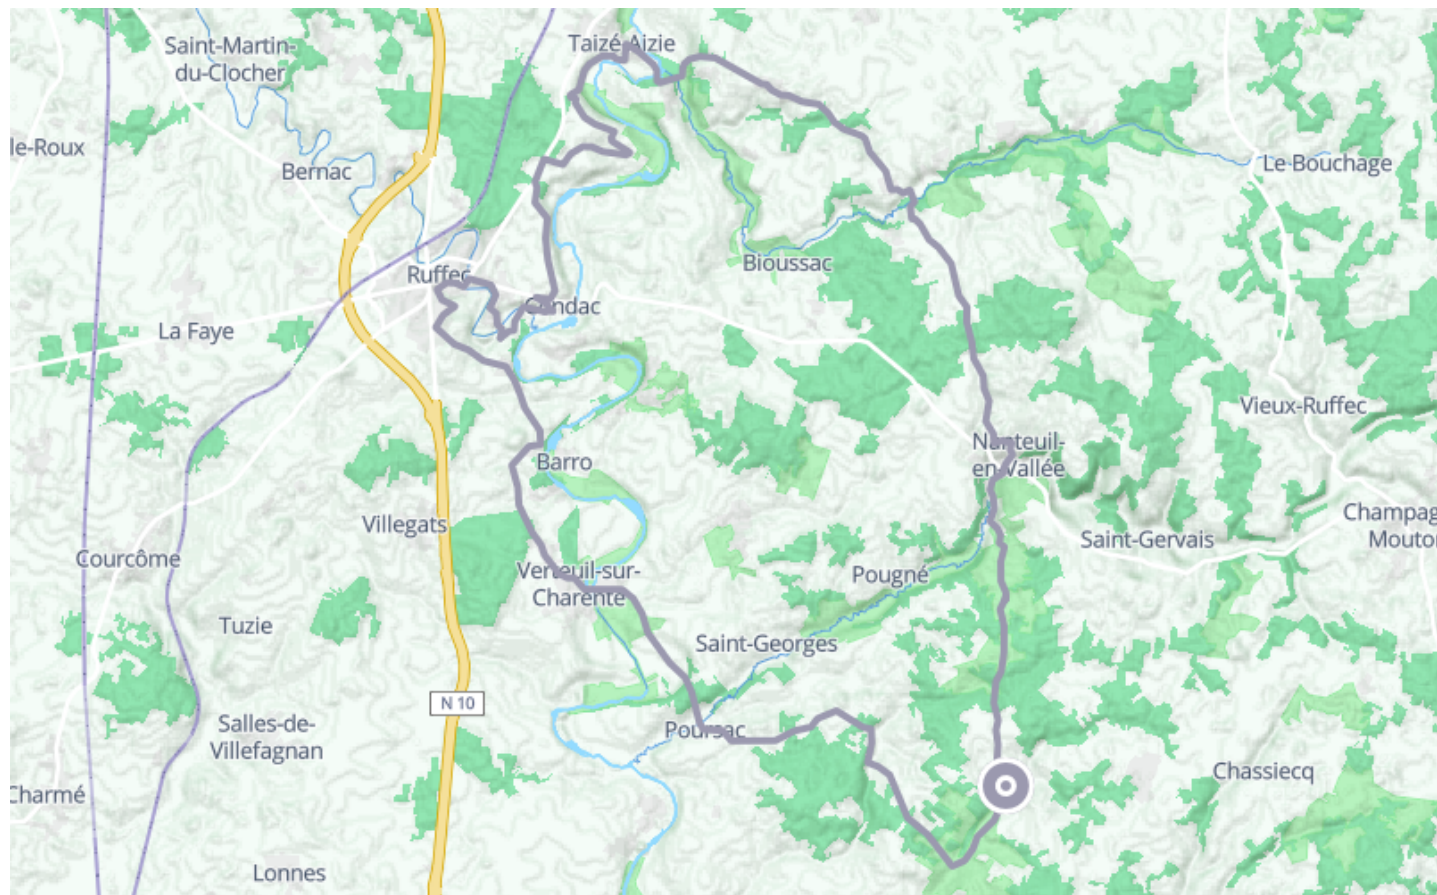 Saint-Martin-
du-Clocher
Taizé-Aizie
le-Roux
Bernac
Le Bouchage
Ruffec
Bioussac
Condac
La Faye
Vieux-Ruffec
Nanteuil-
en-Vallée
Barro
Villegats
Champag
Mouto
Saint-Gervais
Courcôme
Verteuil-sur-
Charente
Pougné
Tuzie
Saint-Georges
N 10
Salles-de-
Villefagnan
Poursac
Chassiecq
Charmé
Lonnes